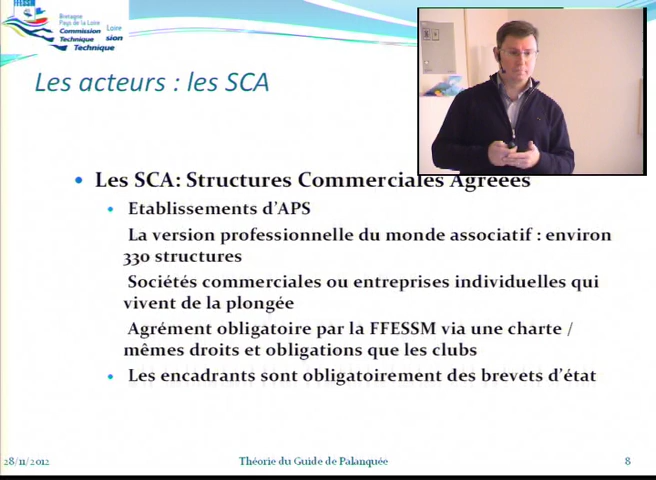 Bretagne
Pays de la Loire
Commission
Technique
Loire
sion
Technique
Les acteurs : les SCA
Les SCA: Structures Commerciales Agréées
Etablissements d'APS
La version professionnelle du monde associatif : environ
330 structures
Sociétés commerciales ou entreprises individuelles qui
vivent de la plongée
Agrément obligatoire par la FFESSM via une charte /
mêmes droits et obligations que les clubs
Les encadrants sont obligatoirement des brevets d'état
28/11/2012
Théorie du Guide de Palanquée
8